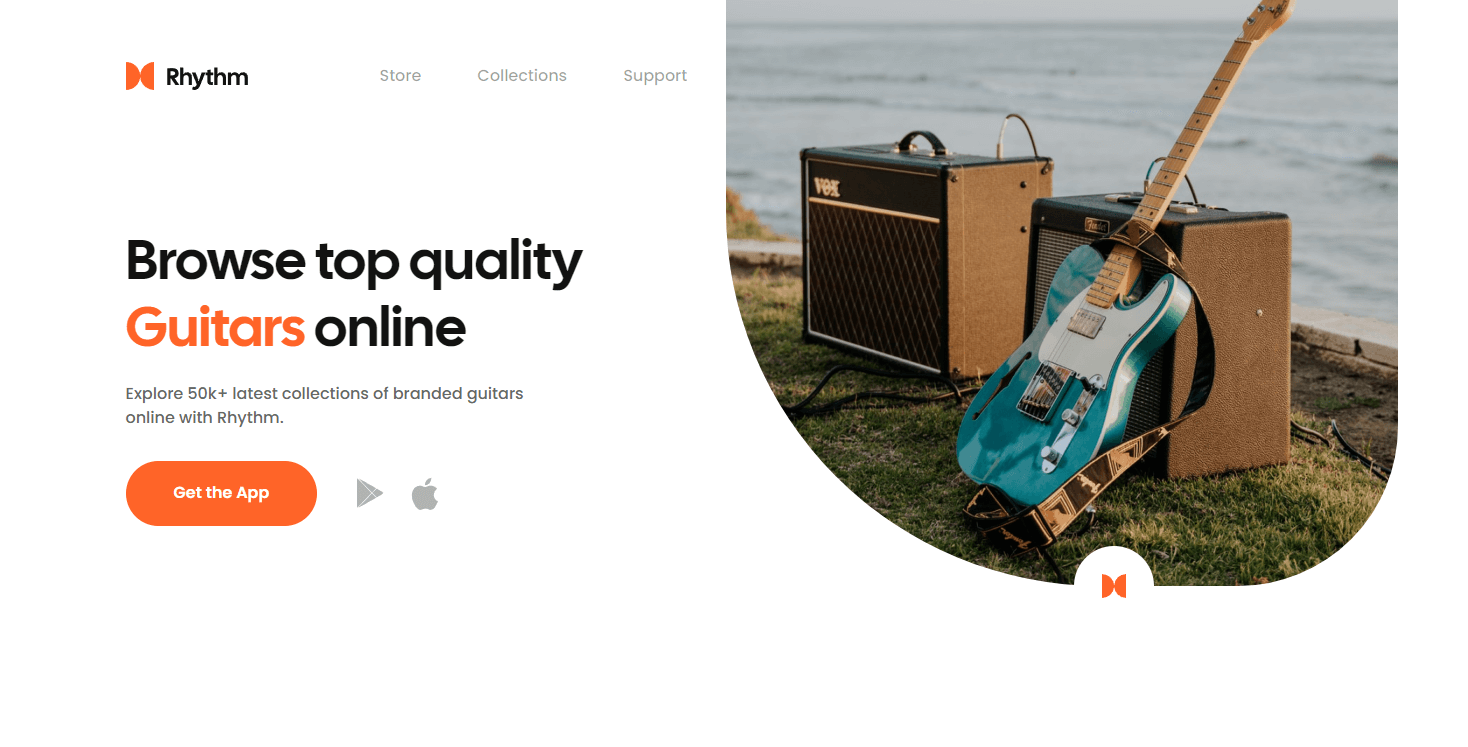 Rhythm
Store
Collections
Support
Browse top quality
Guitars online
Explore 50k+ latest collections of branded guitars
online with Rhythm.
Get the App
VOX
Fender